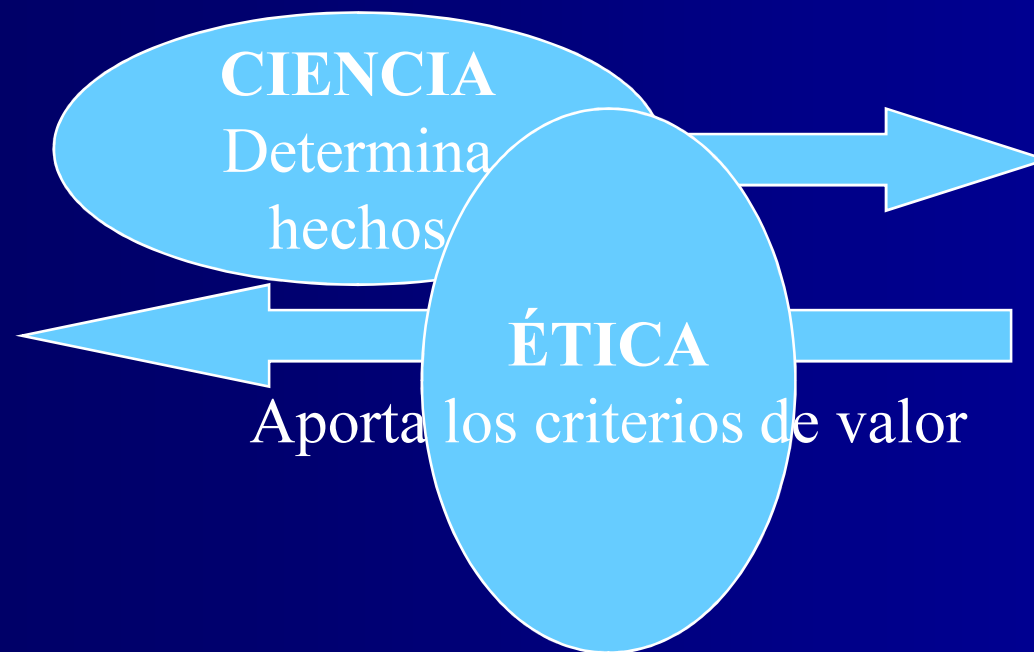 CIENCIA
Determina
hechos
ÉTICA
Aporta los criterios de valor